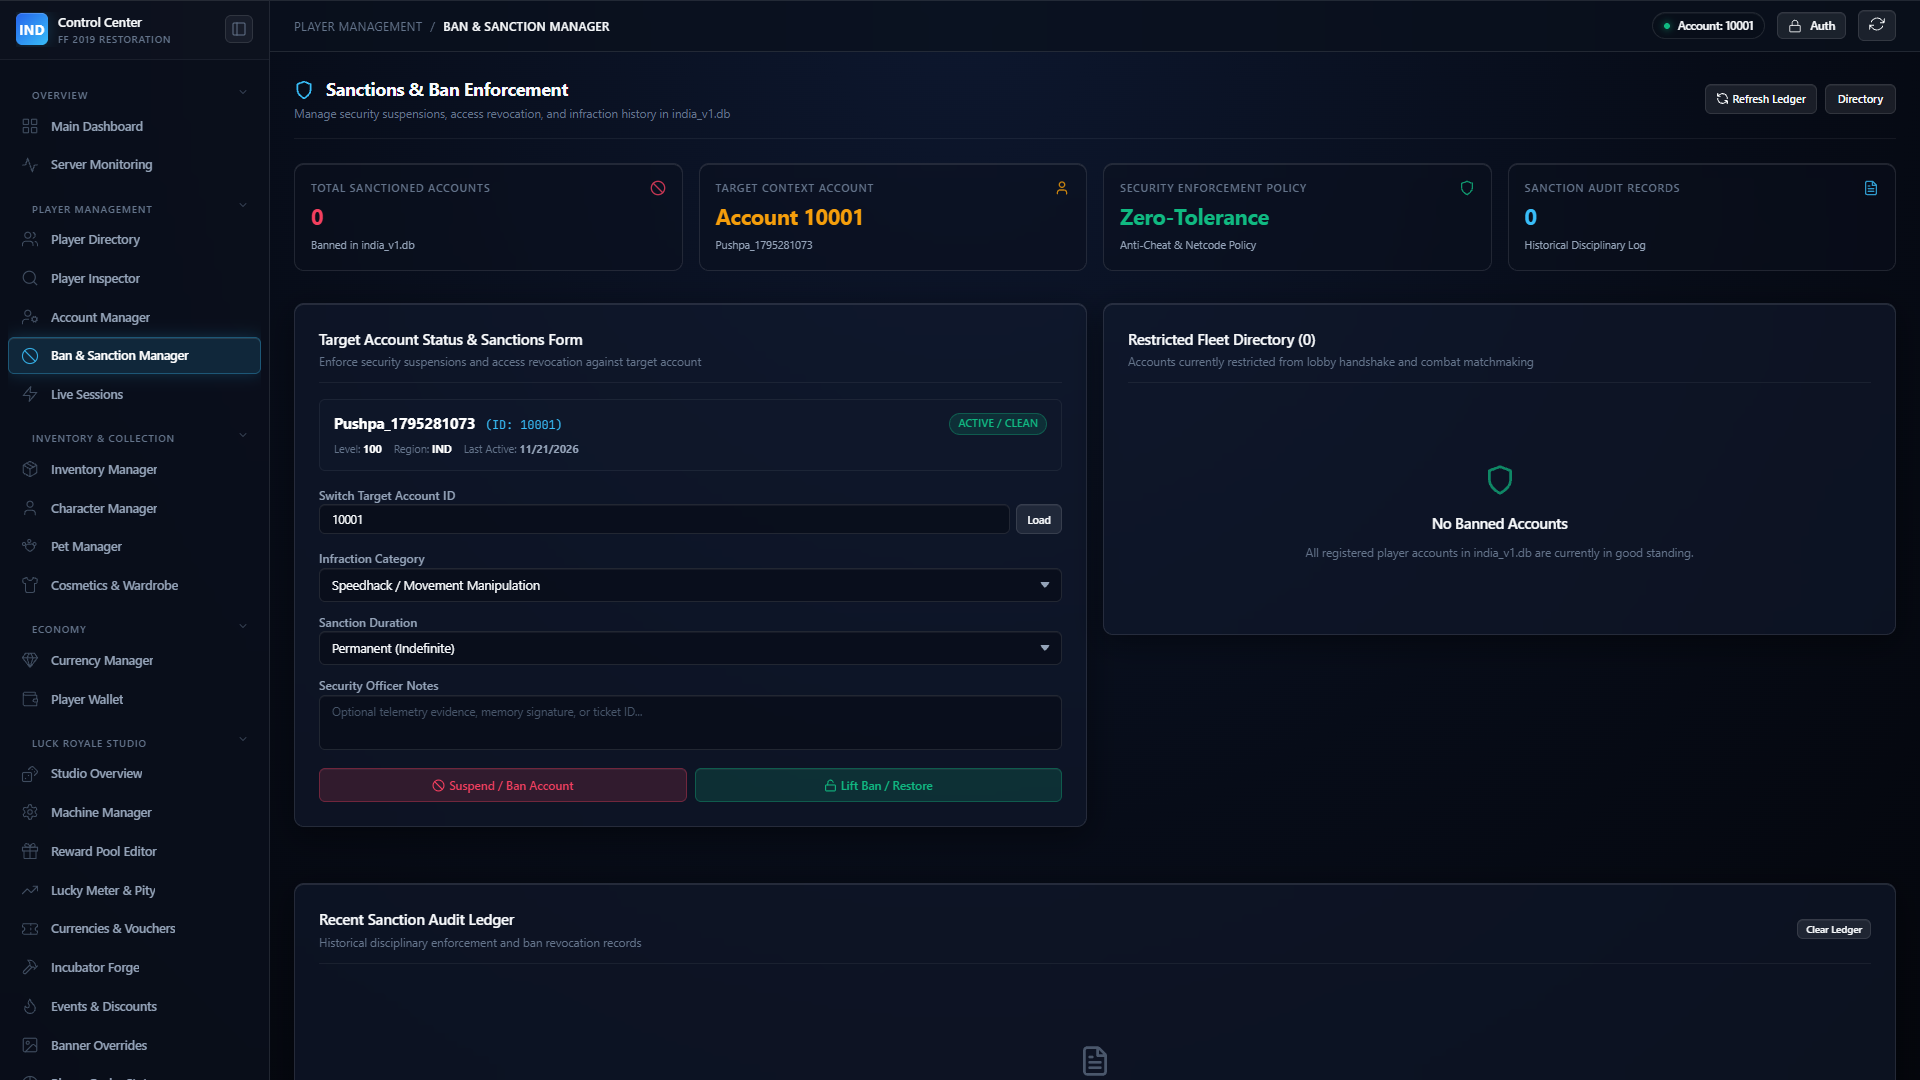 IND
Control Center
FF 2019 RESTORATION
OVERVIEW
Main Dashboard
Server Monitoring
PLAYER MANAGEMENT
Player Directory
Player Inspector
Account Manager
Ban & Sanction Manager
Live Sessions
INVENTORY & COLLECTION
Inventory Manager
Character Manager
Pet Manager
Cosmetics & Wardrobe
ECONOMY
Currency Manager
Player Wallet
LUCK ROYALE STUDIO
Studio Overview
Machine Manager
Reward Pool Editor
Lucky Meter & Pity
Currencies & Vouchers
Incubator Forge
Events & Discounts
Banner Overrides
PLAYER MANAGEMENT / BAN & SANCTION MANAGER
Account: 10001
Auth
Sanctions & Ban Enforcement
Manage security suspensions, access revocation, and infraction history in india_v1.db
Refresh Ledger
Directory
TOTAL SANCTIONED ACCOUNTS
0
Banned in india_v1.db
TARGET CONTEXT ACCOUNT
Account 10001
Pushpa_1795281073
SECURITY ENFORCEMENT POLICY
Zero-Tolerance
Anti-Cheat & Netcode Policy
SANCTION AUDIT RECORDS
0
Historical Disciplinary Log
Target Account Status & Sanctions Form
Enforce security suspensions and access revocation against target account
Pushpa_1795281073 (ID: 10001)
ACTIVE / CLEAN
Level: 100 Region: IND Last Active: 11/21/2026
Switch Target Account ID
10001
Load
Infraction Category
Speedhack / Movement Manipulation
Sanction Duration
Permanent (Indefinite)
Security Officer Notes
Optional telemetry evidence, memory signature, or ticket ID...
Suspend / Ban Account
Lift Ban / Restore
Restricted Fleet Directory (0)
Accounts currently restricted from lobby handshake and combat matchmaking
No Banned Accounts
All registered player accounts in india_v1.db are currently in good standing.
Recent Sanction Audit Ledger
Historical disciplinary enforcement and ban revocation records
Clear Ledger